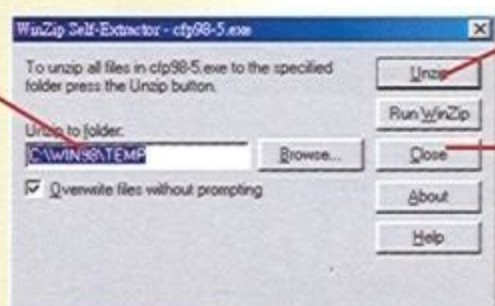 WinZip Self-Extractor - cfp98-5.exe
To unzip all files in cfp98-5.exe to the specified
folder press the Unzip button.
Unzip to folder:
C:\WIN98\TEMP
Browse...
Overwrite files without prompting
Unzip
Run WinZip
Close
About
Help